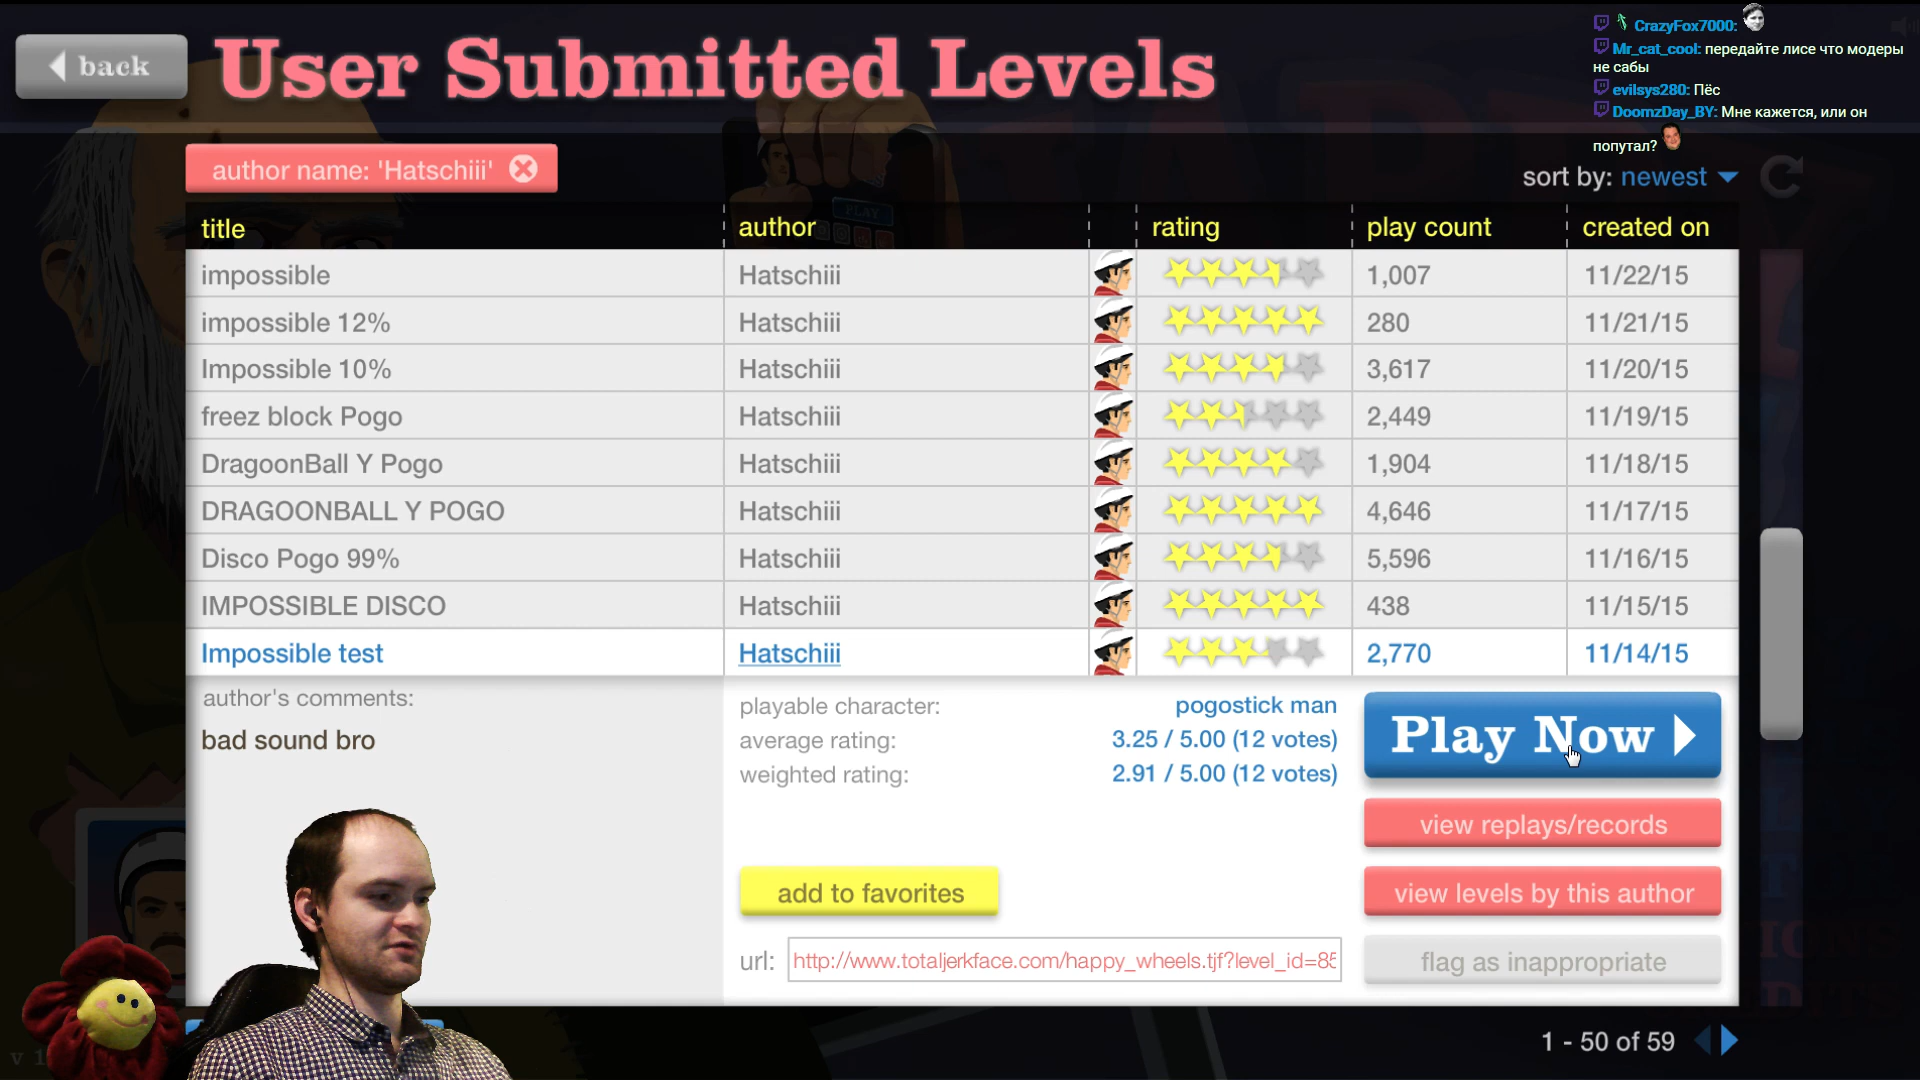 back
User Submitted Levels
CrazyFox7000:
Mr_cat_cool: передайте лисе что модеры
не сабы
evilsys280: Пёс
DoomzDay_BY: Мне кажется, или он
попутал?
author name: 'Hatschiii'
sort by: newest
title author rating play count created on
impossible Hatschiii 1,007 11/22/15
impossible 12% Hatschiii 280 11/21/15
Impossible 10% Hatschiii 3,617 11/20/15
freez block Pogo Hatschiii 2,449 11/19/15
DragoonBall Y Pogo Hatschiii 1,904 11/18/15
DRAGOONBALL Y POGO Hatschiii 4,646 11/17/15
Disco Pogo 99% Hatschiii 5,596 11/16/15
IMPOSSIBLE DISCO Hatschiii 438 11/15/15
Impossible test Hatschiii 2,770 11/14/15
author's comments:
bad sound bro
playable character: pogostick man
average rating: 3.25 / 5.00 (12 votes)
weighted rating: 2.91 / 5.00 (12 votes)
Play Now
view replays/records
add to favorites
view levels by this author
url: http://www.totaljerkface.com/happy_wheels.tjf?level_id=85
flag as inappropriate
1 - 50 of 59